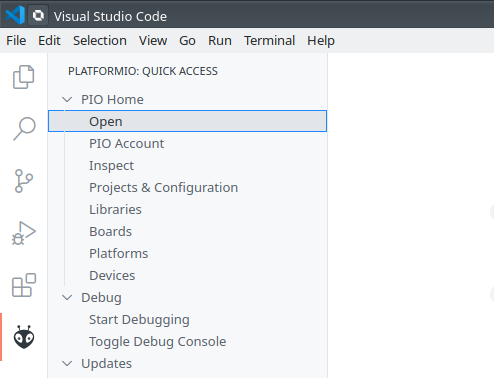 Visual Studio Code
File Edit Selection View Go Run Terminal Help
PLATFORMIO: QUICK ACCESS
PIO Home
Open
PIO Account
Inspect
Projects & Configuration
Libraries
Boards
Platforms
Devices
Debug
Start Debugging
Toggle Debug Console
Updates